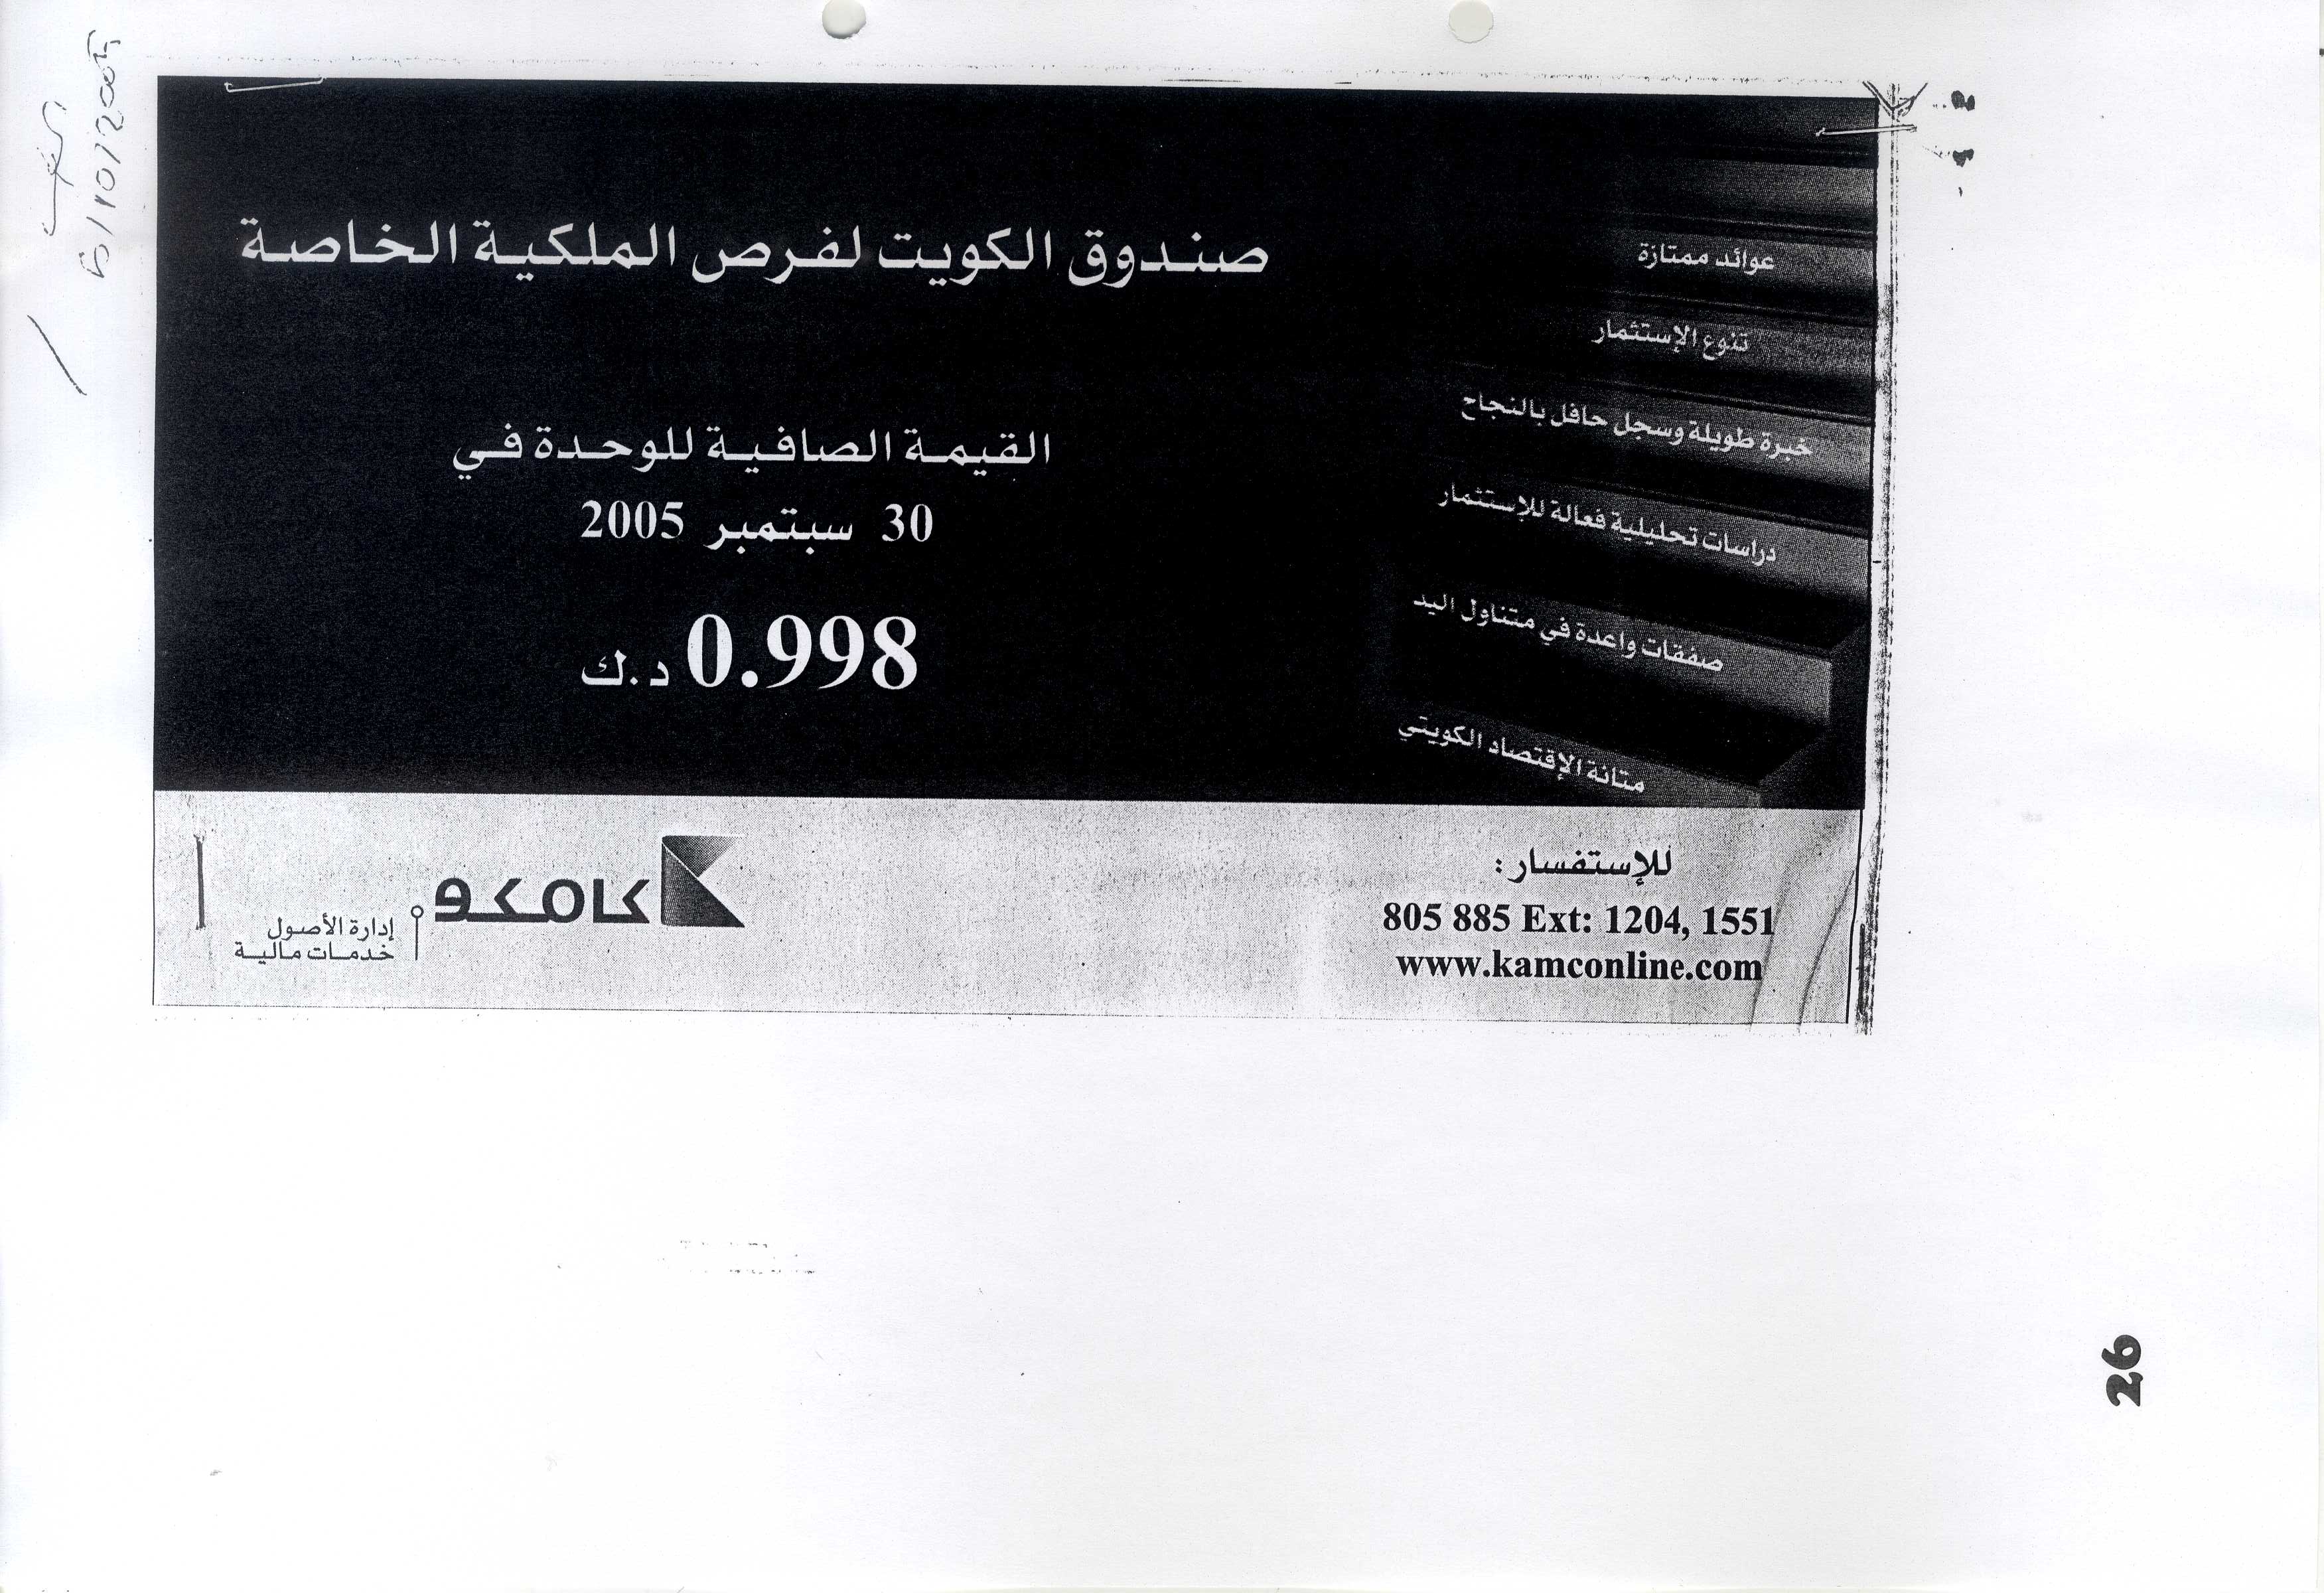 صندوق الكويت لفرص الملكية الخاصة
القيمة الصافية للوحدة في
30 سبتمبر 2005
0.998 د.ك
عوائد ممتازة
تنوع الإستثمار
خبرة طويلة وسجل حافل بالنجاح
دراسات تحليلية فعالة للإستثمار
صفقات واعدة في متناول اليد
متانة الإقتصاد الكويتي
للإستفسار:
805 885 Ext: 1204, 1551
www.kamconline.com
كامكو
إدارة الأصول
خدمات مالية
26